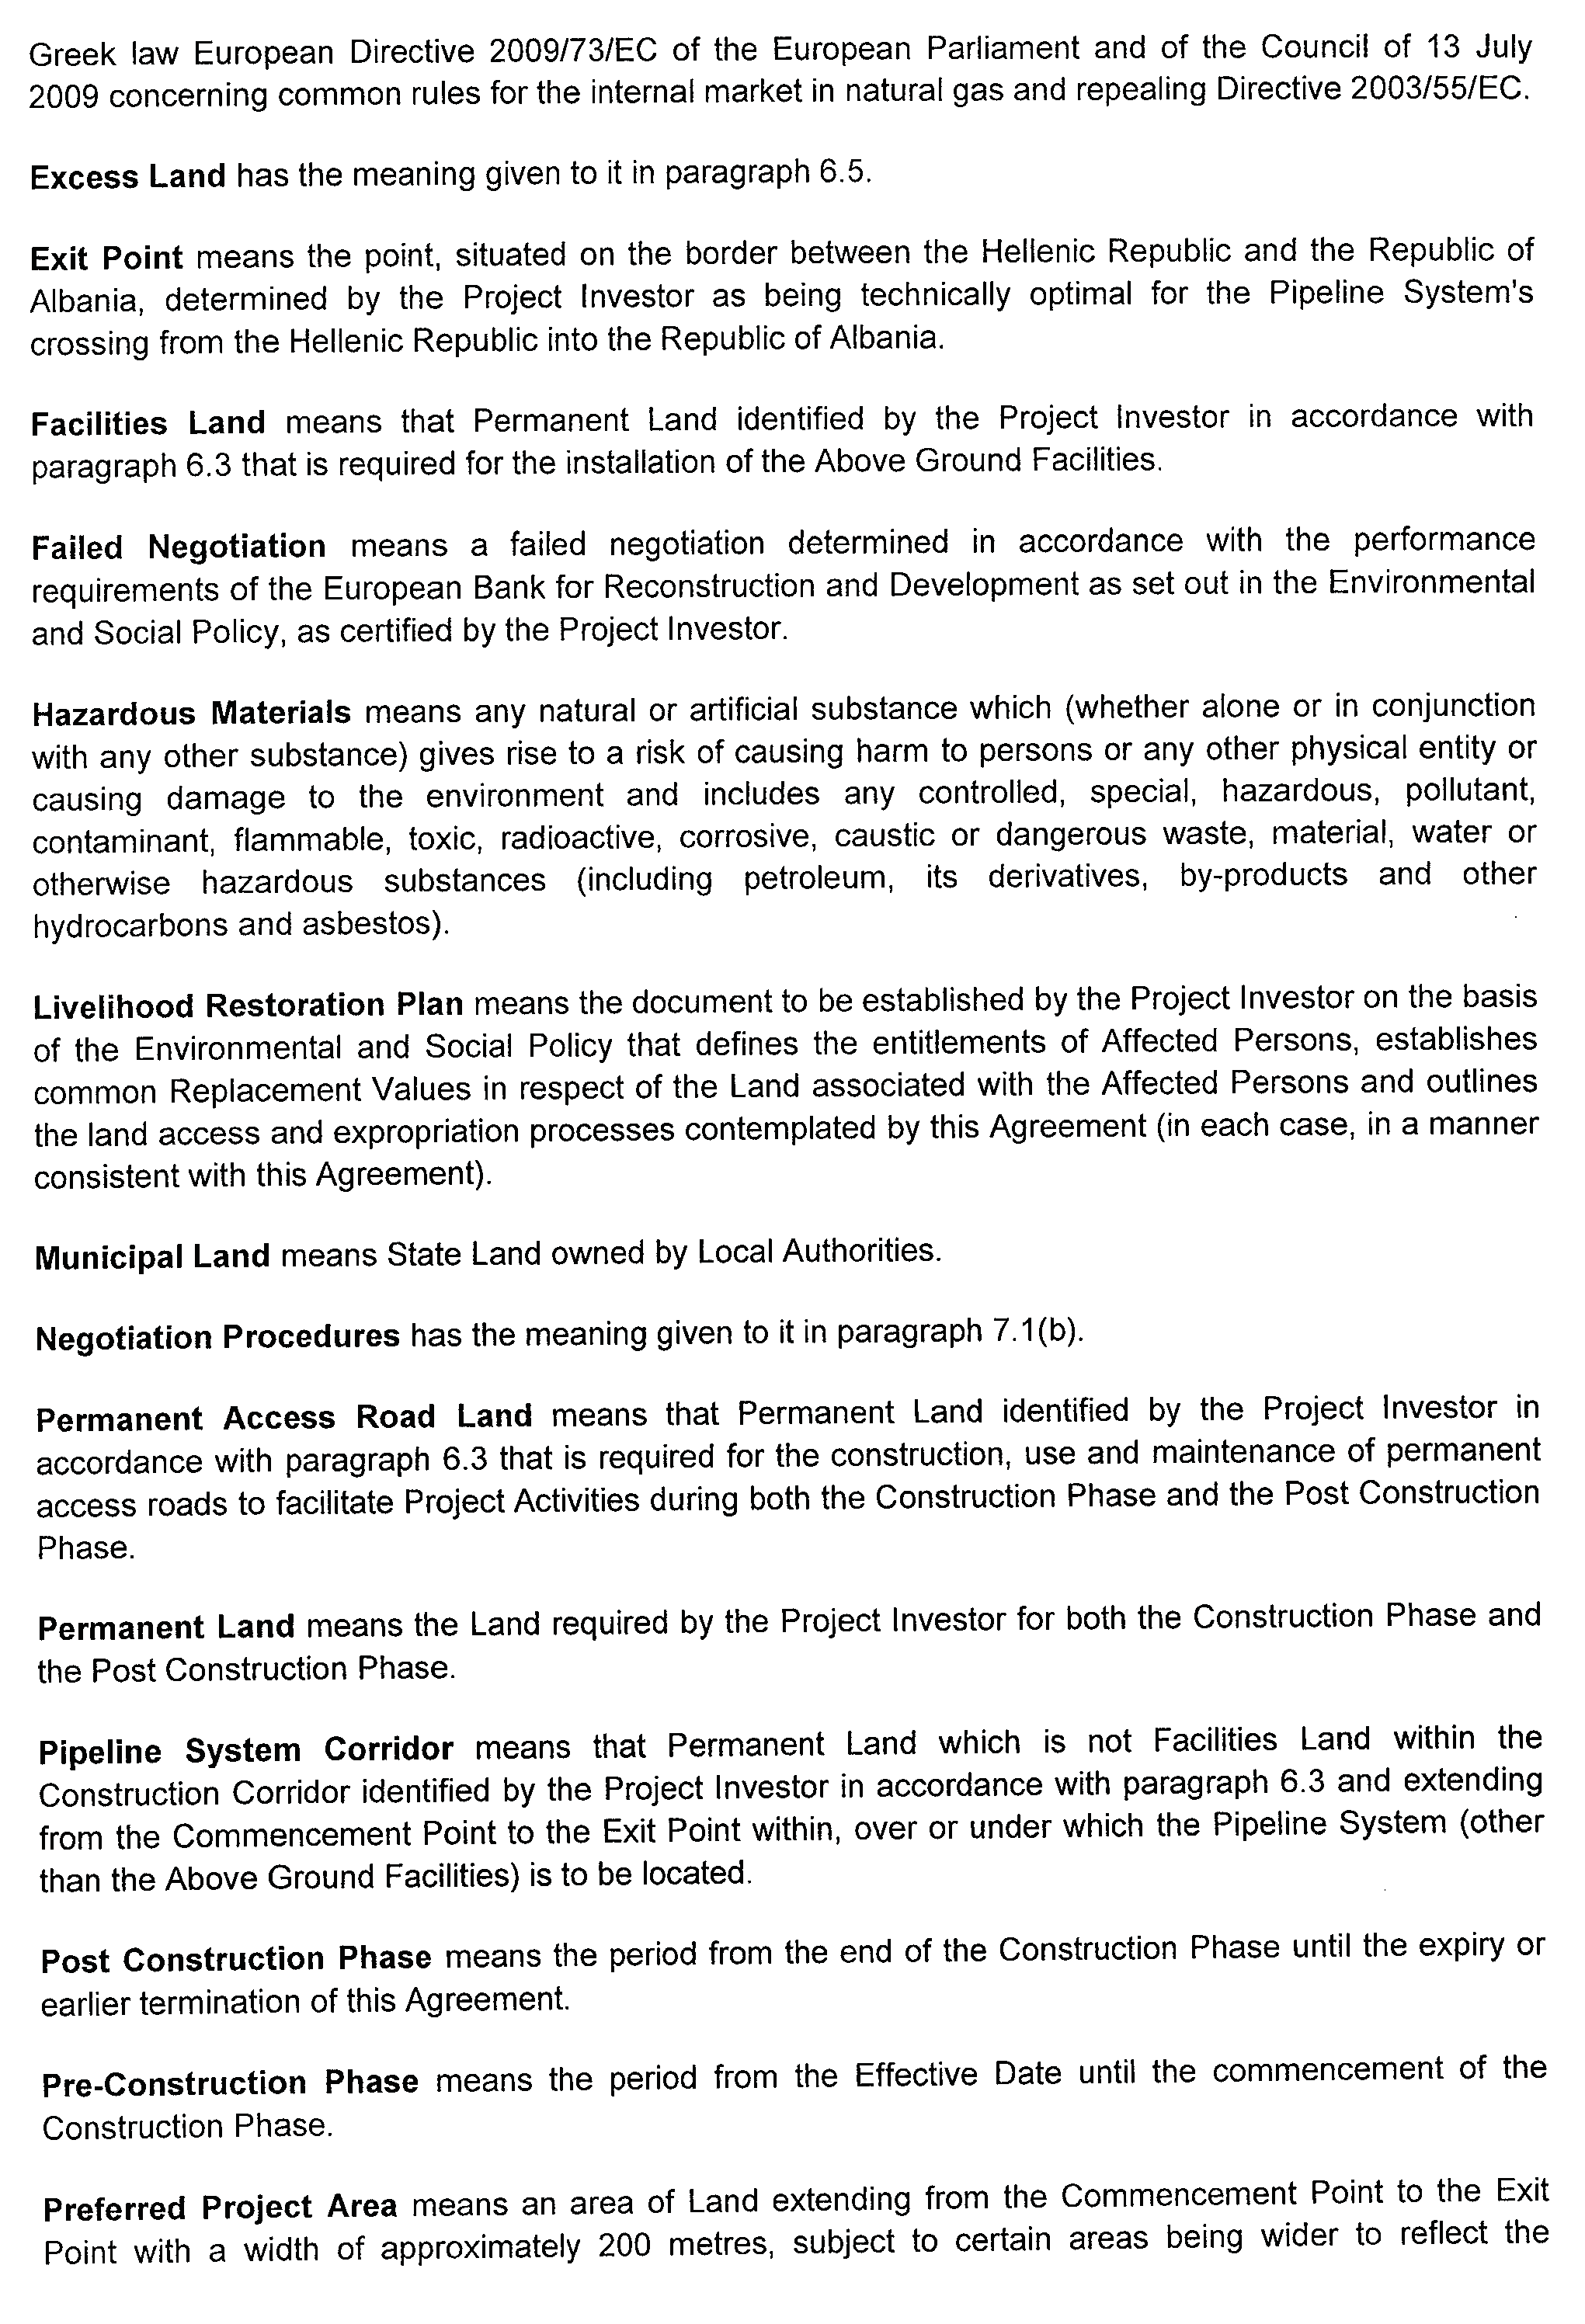 Greek law European Directive 2009/73/EC of the European Parliament and of the Council of 13 July
2009 concerning common rules for the internal market in natural gas and repealing Directive 2003/55/EC.
Excess Land has the meaning given to it in paragraph 6.5.
Exit Point means the point, situated on the border between the Hellenic Republic and the Republic of
Albania, determined by the Project Investor as being technically optimal for the Pipeline System's
crossing from the Hellenic Republic into the Republic of Albania.
Facilities Land means that Permanent Land identified by the Project Investor in accordance with
paragraph 6.3 that is required for the installation of the Above Ground Facilities.
Failed Negotiation means a failed negotiation determined in accordance with the performance
requirements of the European Bank for Reconstruction and Development as set out in the Environmental
and Social Policy, as certified by the Project Investor.
Hazardous Materials means any natural or artificial substance which (whether alone or in conjunction
with any other substance) gives rise to a risk of causing harm to persons or any other physical entity or
causing damage to the environment and includes any controlled, special, hazardous, pollutant,
contaminant, flammable, toxic, radioactive, corrosive, caustic or dangerous waste, material, water or
otherwise hazardous substances (including petroleum, its derivatives, by-products and other
hydrocarbons and asbestos).
Livelihood Restoration Plan means the document to be established by the Project Investor on the basis
of the Environmental and Social Policy that defines the entitlements of Affected Persons, establishes
common Replacement Values in respect of the Land associated with the Affected Persons and outlines
the land access and expropriation processes contemplated by this Agreement (in each case, in a manner
consistent with this Agreement).
Municipal Land means State Land owned by Local Authorities.
Negotiation Procedures has the meaning given to it in paragraph 7.1(b).
Permanent Access Road Land means that Permanent Land identified by the Project Investor in
accordance with paragraph 6.3 that is required for the construction, use and maintenance of permanent
access roads to facilitate Project Activities during both the Construction Phase and the Post Construction
Phase.
Permanent Land means the Land required by the Project Investor for both the Construction Phase and
the Post Construction Phase.
Pipeline System Corridor means that Permanent Land which is not Facilities Land within the
Construction Corridor identified by the Project Investor in accordance with paragraph 6.3 and extending
from the Commencement Point to the Exit Point within, over or under which the Pipeline System (other
than the Above Ground Facilities) is to be located.
Post Construction Phase means the period from the end of the Construction Phase until the expiry or
earlier termination of this Agreement.
Pre-Construction Phase means the period from the Effective Date until the commencement of the
Construction Phase.
Preferred Project Area means an area of Land extending from the Commencement Point to the Exit
Point with a width of approximately 200 metres, subject to certain areas being wider to reflect the